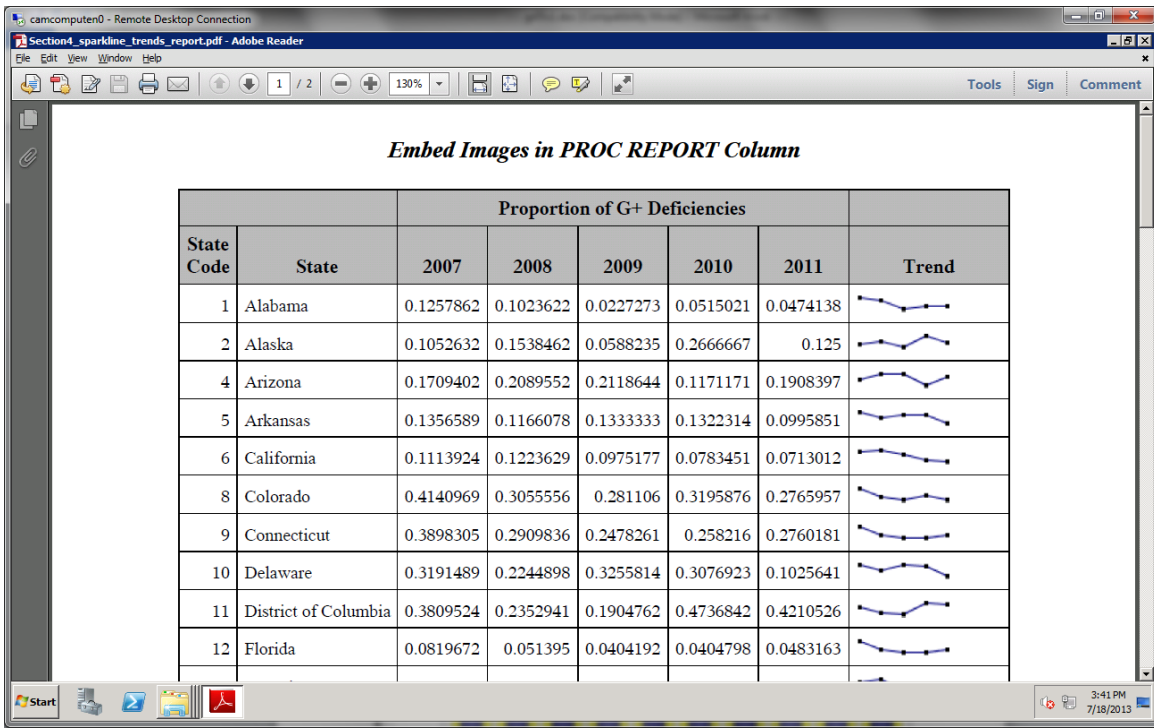 camcomputen0 - Remote Desktop Connection
Section4_sparkline_trends_report.pdf - Adobe Reader
File Edit View Window Help
1 / 2 130% Tools Sign Comment
Embed Images in PROC REPORT Column
Proportion of G+ Deficiencies
State Code State 2007 2008 2009 2010 2011 Trend
1 Alabama 0.1257862 0.1023622 0.0227273 0.0515021 0.0474138
2 Alaska 0.1052632 0.1538462 0.0588235 0.2666667 0.125
4 Arizona 0.1709402 0.2089552 0.2118644 0.1171171 0.1908397
5 Arkansas 0.1356589 0.1166078 0.1333333 0.1322314 0.0995851
6 California 0.1113924 0.1223629 0.0975177 0.0783451 0.0713012
8 Colorado 0.4140969 0.3055556 0.281106 0.3195876 0.2765957
9 Connecticut 0.3898305 0.2909836 0.2478261 0.258216 0.2760181
10 Delaware 0.3191489 0.2244898 0.3255814 0.3076923 0.1025641
11 District of Columbia 0.3809524 0.2352941 0.1904762 0.4736842 0.4210526
12 Florida 0.0819672 0.051395 0.0404192 0.0404798 0.0483163
Start 3:41 PM
7/18/2013